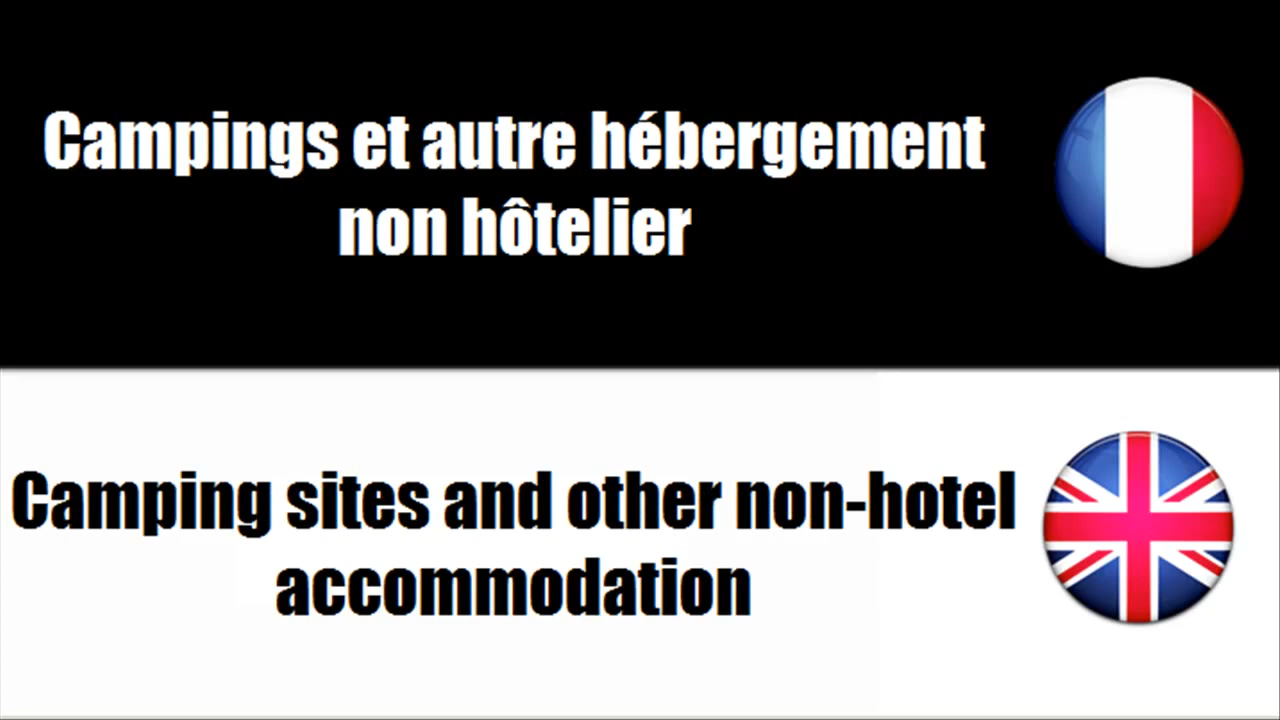 Campings et autre hébergement
non hôtelier
Camping sites and other non-hotel
accommodation